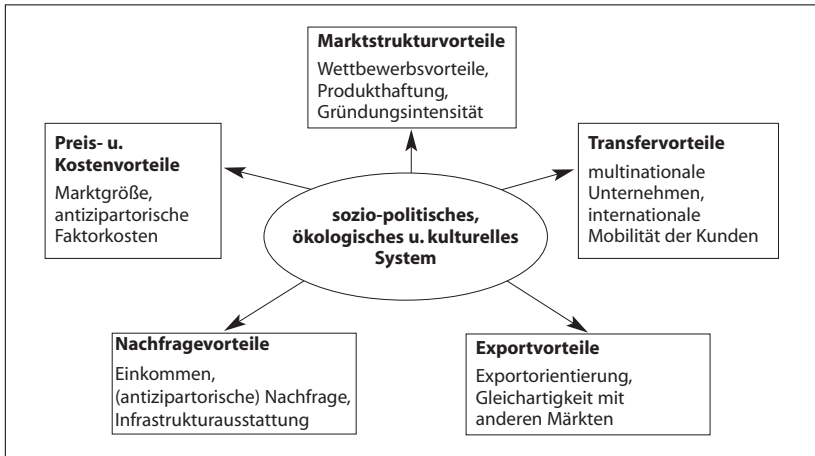 Marktstrukturvorteile
Wettbewerbsvorteile,
Produkthaftung,
Gründungsintensität
Preis- u.
Kostenvorteile
Marktgröße,
antizipartorische
Faktorkosten
Transfervorteile
multinationale
Unternehmen,
internationale
Mobilität der Kunden
sozio-politisches,
ökologisches u. kulturelles
System
Nachfragevorteile
Einkommen,
(antizipartorische) Nachfrage,
Infrastrukturausstattung
Exportvorteile
Exportorientierung,
Gleichartigkeit mit
anderen Märkten